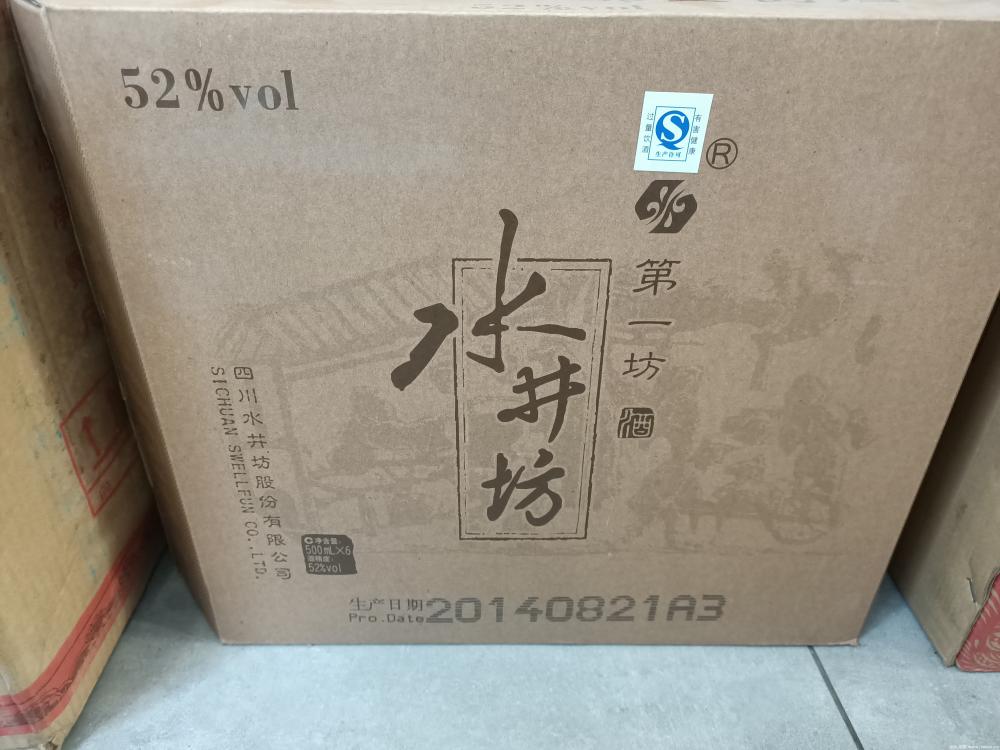 52%vol
过量饮酒
有害健康
QS
生产许可
®
第一坊
酒
水井坊
四川水井坊股份有限公司
SICHUAN SWELLFUN CO.,LTD.
C 净含量:
500mL×6
酒精度:
52%vol
生产日期
Pro.Date
20140821A3